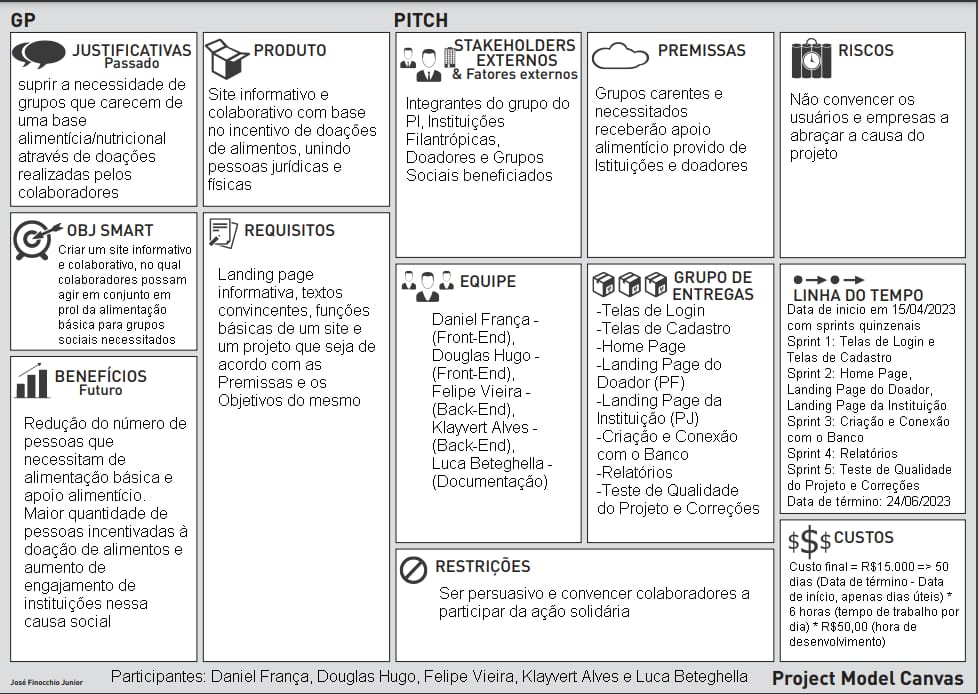 GP
PITCH
JUSTIFICATIVAS
Passado
suprir a necessidade de
grupos que carecem de
uma base
alimentícia/nutricional
através de doações
realizadas pelos
colaboradores
PRODUTO
Site informativo e
colaborativo com base
no incentivo de doações
de alimentos, unindo
pessoas jurídicas e
físicas
STAKEHOLDERS
EXTERNOS
& Fatores externos
Integrantes do grupo do
PI, Instituições
Filantrópicas,
Doadores e Grupos
Sociais beneficiados
PREMISSAS
Grupos carentes e
necessitados
receberão apoio
alimentício provido de
Istituições e doadores
RISCOS
Não convencer os
usuários e empresas a
abraçar a causa do
projeto
OBJ SMART
Criar um site informativo
e colaborativo, no qual
colaboradores possam
agir em conjunto em
prol da alimentação
básica para grupos
sociais necessitados
REQUISITOS
Landing page
informativa, textos
convincentes, funções
básicas de um site e
um projeto que seja de
acordo com as
Premissas e os
Objetivos do mesmo
EQUIPE
Daniel França -
(Front-End),
Douglas Hugo -
(Front-End),
Felipe Vieira -
(Back-End),
Klayvert Alves -
(Back-End),
Luca Beteghella -
(Documentação)
GRUPO DE
ENTREGAS
-Telas de Login
-Telas de Cadastro
-Home Page
-Landing Page do
Doador (PF)
-Landing Page da
Instituição (PJ)
-Criação e Conexão
com o Banco
-Relatórios
-Teste de Qualidade
do Projeto e Correções
LINHA DO TEMPO
Data de inicio em 15/04/2023
com sprints quinzenais
Sprint 1: Telas de Login e
Telas de Cadastro
Sprint 2: Home Page,
Landing Page do Doador,
Landing Page da Instituição
Sprint 3: Criação e Conexão
com o Banco
Sprint 4: Relatórios
Sprint 5: Teste de Qualidade
do Projeto e Correções
Data de término: 24/06/2023
BENEFÍCIOS
Futuro
Redução do número de
pessoas que
necessitam de
alimentação básica e
apoio alimentício.
Maior quantidade de
pessoas incentivadas à
doação de alimentos e
aumento de
engajamento de
instituições nessa
causa social
RESTRIÇÕES
Ser persuasivo e convencer colaboradores a
participar da ação solidária
$$$ CUSTOS
Custo final = R$15.000 => 50
dias (Data de término - Data
de início, apenas dias úteis) *
6 horas (tempo de trabalho por
dia) * R$50,00 (hora de
desenvolvimento)
José Finocchio Junior
Participantes: Daniel França, Douglas Hugo, Felipe Vieira, Klayvert Alves e Luca Beteghella
Project Model Canvas